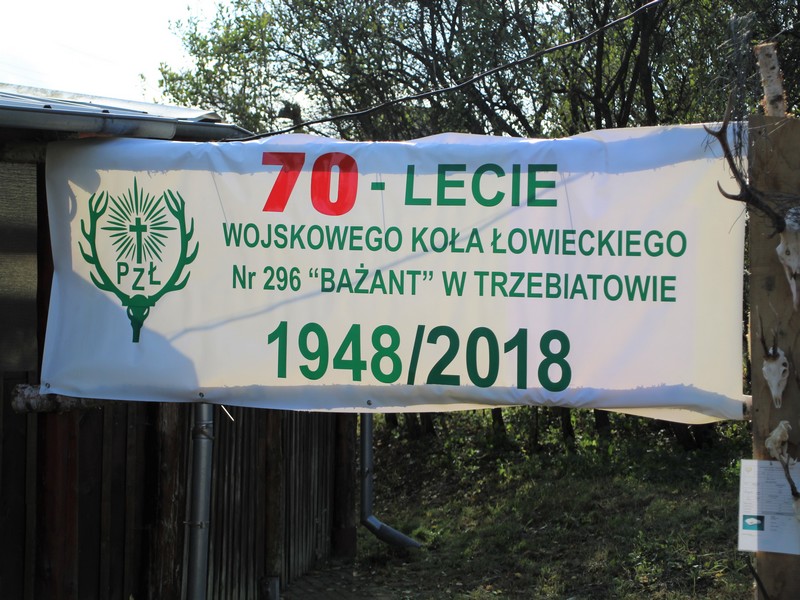 70 - LECIE
WOJSKOWEGO KOŁA ŁOWIECKIEGO
Nr 296 “BAŻANT” W TRZEBIATOWIE
1948/2018
PZŁ